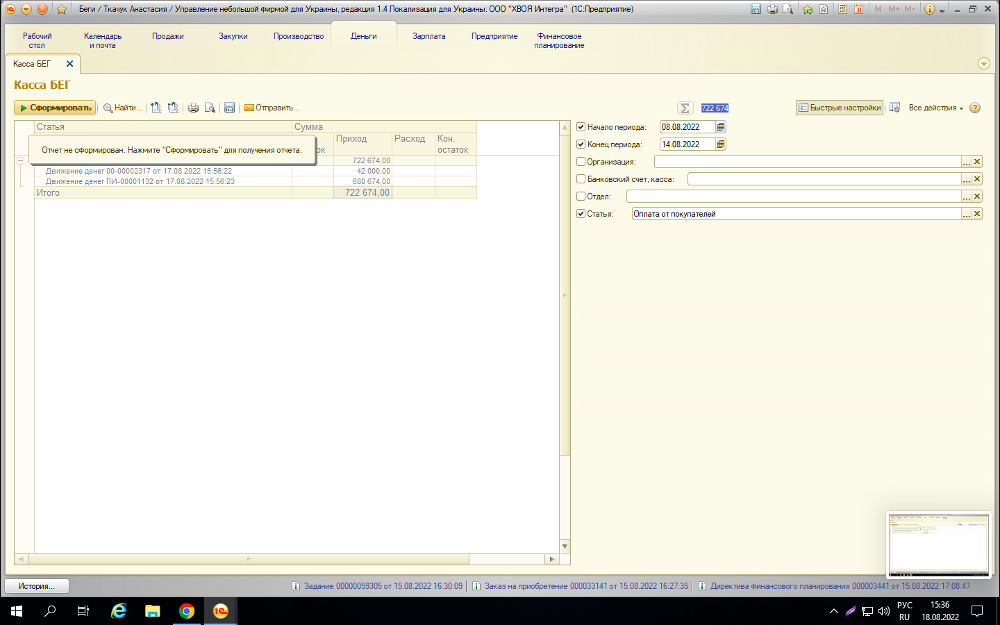 Беги / Ткачук Анастасия / Управление небольшой фирмой для Украины, редакция 1.4 Локализация для Украины: ООО "ХВОЯ Интегра" (1С:Предприятие)
31 M M+ M-
Рабочий стол
Календарь и почта
Продажи
Закупки
Производство
Деньги
Зарплата
Предприятие
Финансовое планирование
Касса БЕГ
Касса БЕГ
Сформировать Найти... Отправить... Σ 722 674 Быстрые настройки Все действия ?
Статья Сумма
Приход Расход Кон. остаток
ок
Отчет не сформирован. Нажмите "Сформировать" для получения отчета.
722 674,00
Движение денег 00-00002317 от 17.08.2022 15:56:22 42 000,00
Движение денег ПИ-00001132 от 17.08.2022 15:56:23 680 674,00
Итого 722 674,00
Начало периода: 08.08.2022
Конец периода: 14.08.2022
Организация: ...
Банковский счет, касса: ...
Отдел: ...
Статья: Оплата от покупателей ...
История...
Задание 00000059305 от 15.08.2022 16:30:09
Заказ на приобретение 000033141 от 15.08.2022 16:27:35
Директива финансового планирования 000003441 от 15.08.2022 17:08:47
РУС
RU
15:36
18.08.2022